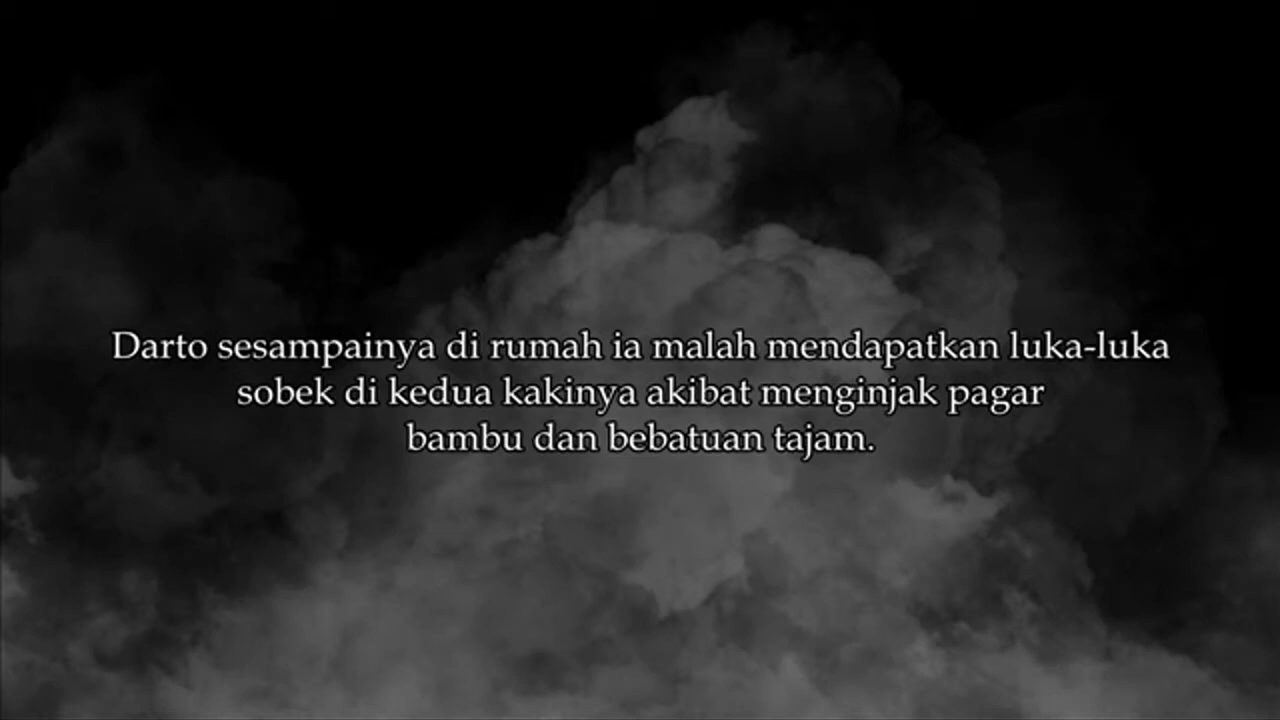 Darto sesampainya di rumah ia malah mendapatkan luka-luka
sobek di kedua kakinya akibat menginjak pagar
bambu dan bebatuan tajam.